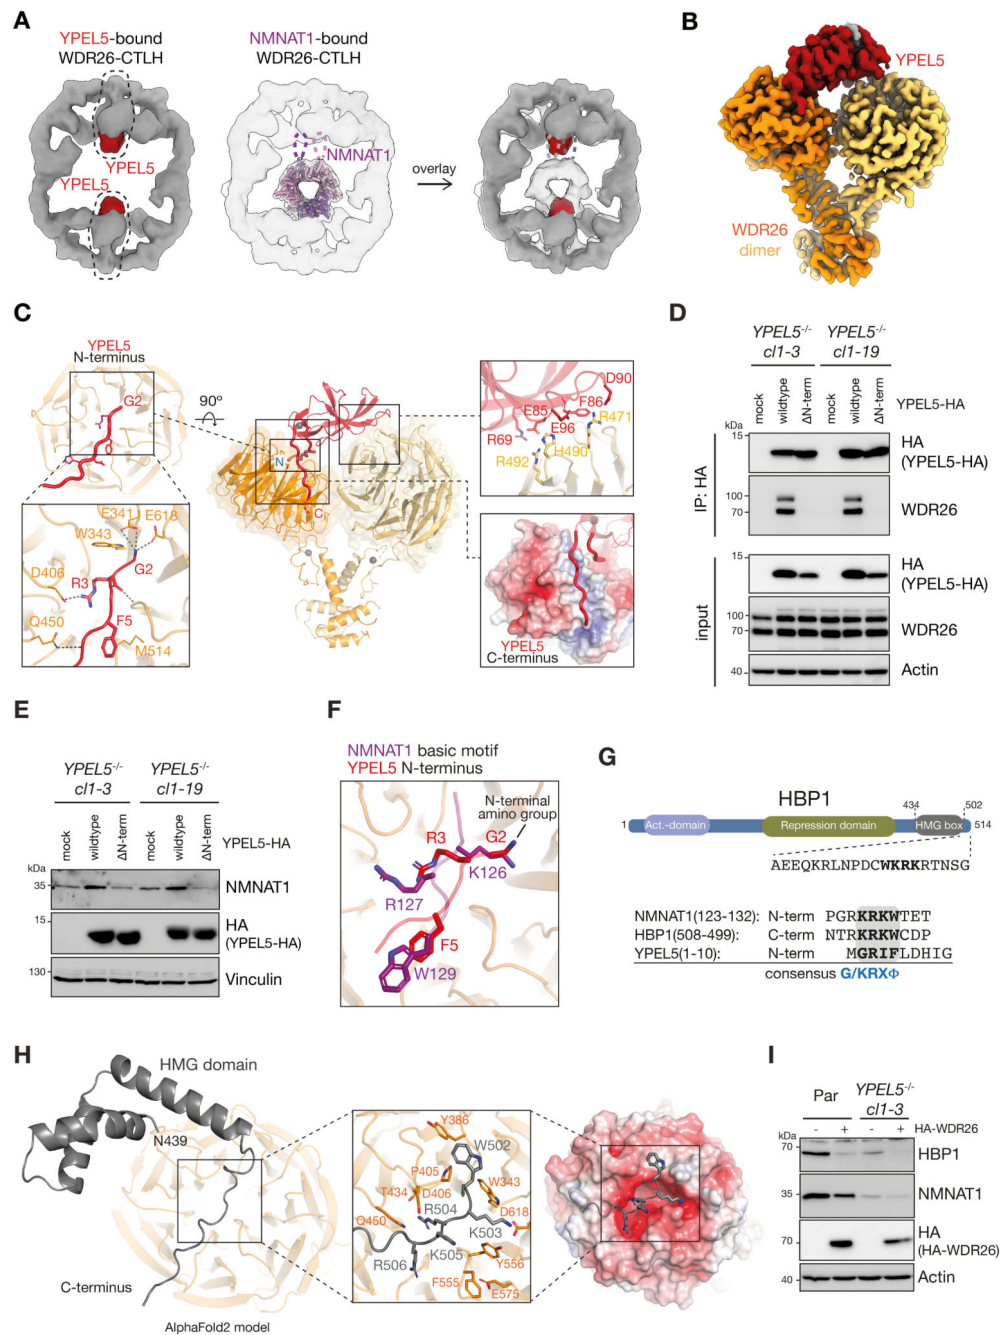 A
YPEL5-bound
WDR26-CTLH
YPEL5
YPEL5
NMNAT1-bound
WDR26-CTLH
NMNAT1
overlay
B
YPEL5
WDR26
dimer
C
YPEL5
N-terminus
G2
90º
N
C
E341
E618
W343
G2
D406
R3
Q450
F5
M514
D90
F86
E85
R471
E96
R69
H490
R492
YPEL5
C-terminus
D
YPEL5-/-
cl1-3
YPEL5-/-
cl1-19
mock
wildtype
ΔN-term
mock
wildtype
ΔN-term
YPEL5-HA
kDa
IP: HA
15
HA
(YPEL5-HA)
100
70
WDR26
input
15
HA
(YPEL5-HA)
100
70
WDR26
40
Actin
E
YPEL5-/-
cl1-3
YPEL5-/-
cl1-19
mock
wildtype
ΔN-term
mock
wildtype
ΔN-term
YPEL5-HA
kDa
35
NMNAT1
15
HA
(YPEL5-HA)
130
Vinculin
F
NMNAT1 basic motif
YPEL5 N-terminus
N-terminal
amino group
R3
G2
K126
R127
F5
W129
G
HBP1
434
502
1
Act.-domain
Repression domain
HMG box
514
AEEQKRLNPDCWKRKRTNSG
NMNAT1(123-132): N-term PGRKRKWTET
HBP1(508-499): C-term NTRKRKWCDP
YPEL5(1-10): N-term MGRIFLDHIG
consensus G/KRXΦ
H
HMG domain
N439
C-terminus
AlphaFold2 model
Y386
W502
P405
W343
T434
D406
R504
D618
Q450
K503
K505
R506
Y556
F555
E575
I
Par
YPEL5-/-
cl1-3
- + - + HA-WDR26
kDa
70
HBP1
35
NMNAT1
70
HA
(HA-WDR26)
40
Actin